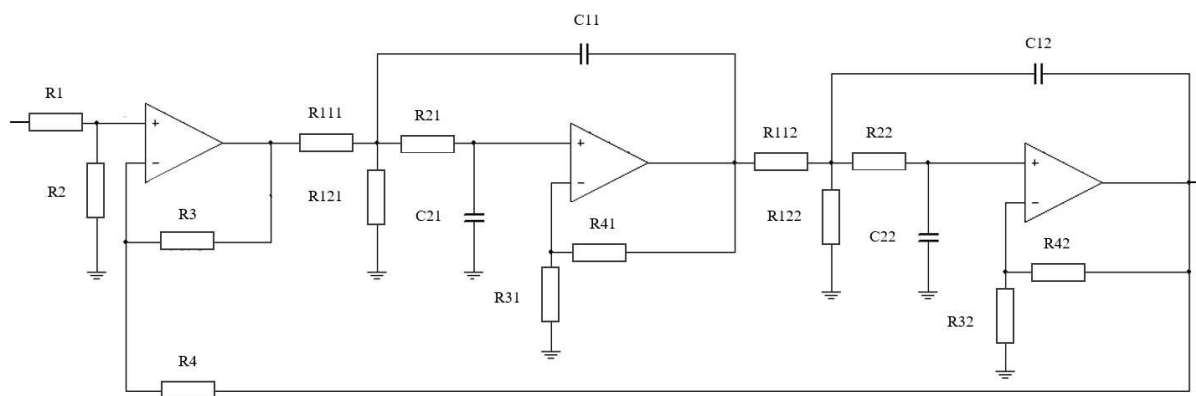 C11
C12
R1
+
−
R111
R21
+
−
R112
R22
+
−
R2
R3
R121
C21
R41
R122
C22
R42
R31
R32
R4